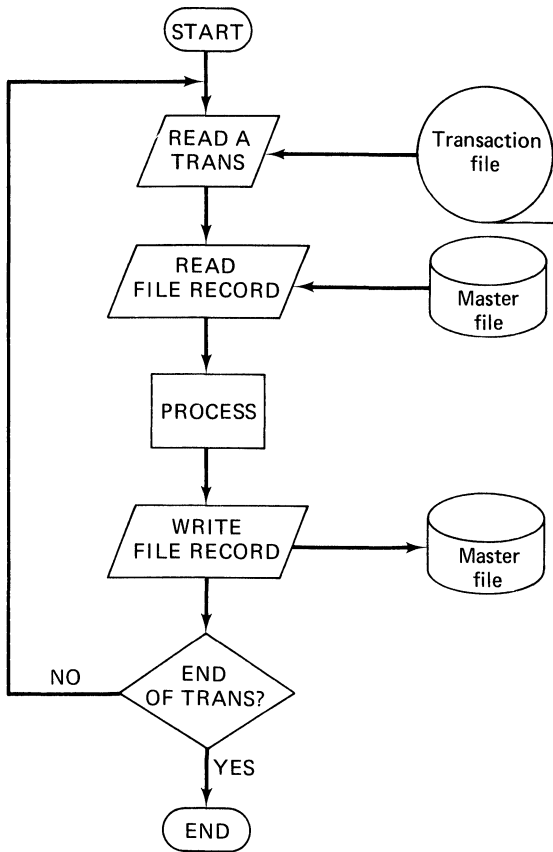 START
READ A
TRANS
Transaction
file
READ
FILE RECORD
Master
file
PROCESS
WRITE
FILE RECORD
Master
file
END
OF TRANS?
NO
YES
END